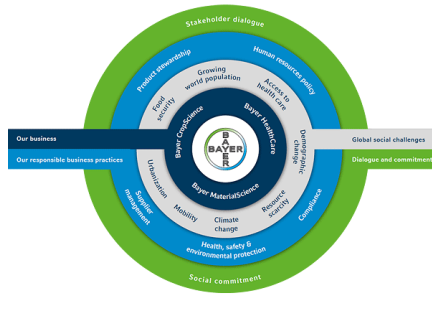 Stakeholder dialogue
Product stewardship
Human resources policy
Growing
world population
Food
security
Access to
health care
Bayer CropScience
Bayer HealthCare
BAYER
BAYER
Our business
Our responsible business practices
Global social challenges
Dialogue and commitment
Demographic
change
Urbanization
Bayer MaterialScience
Resource
scarcity
Mobility
Climate
change
Supplier
management
Compliance
Health, safety &
environmental protection
Social commitment